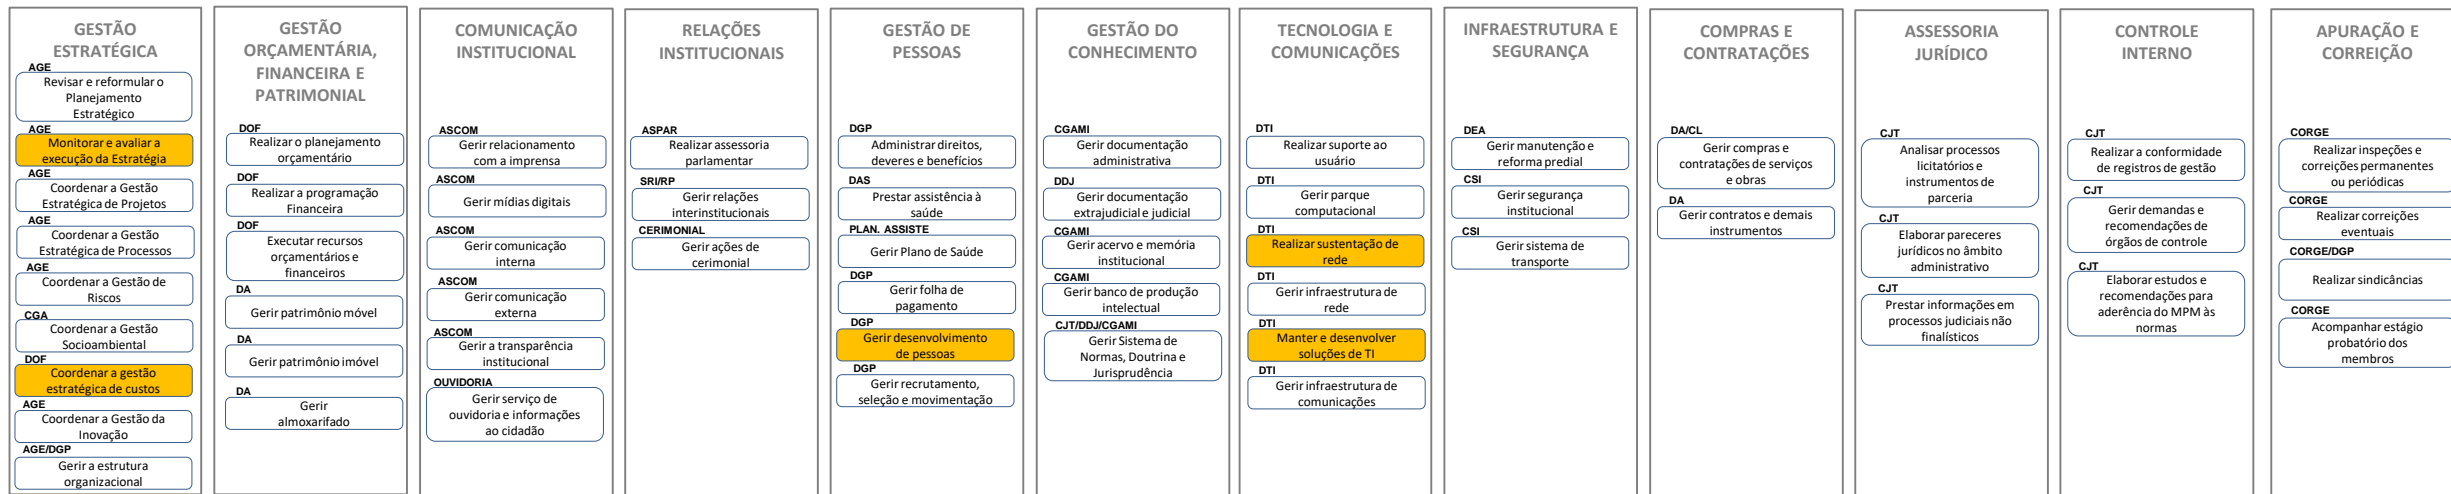 GESTÃO
ESTRATÉGICA
AGE
Revisar e reformular o
Planejamento
Estratégico
AGE
Monitorar e avaliar a
execução da Estratégia
AGE
Coordenar a Gestão
Estratégica de Projetos
AGE
Coordenar a Gestão
Estratégica de Processos
AGE
Coordenar a Gestão de
Riscos
CGA
Coordenar a Gestão
Socioambiental
DOF
Coordenar a gestão
estratégica de custos
AGE
Coordenar a Gestão da
Inovação
AGE/DGP
Gerir a estrutura
organizacional
GESTÃO
ORÇAMENTÁRIA,
FINANCEIRA E
PATRIMONIAL
DOF
Realizar o planejamento
orçamentário
DOF
Realizar a programação
Financeira
DOF
Executar recursos
orçamentários e
financeiros
DA
Gerir patrimônio móvel
DA
Gerir patrimônio imóvel
DA
Gerir
almoxarifado
COMUNICAÇÃO
INSTITUCIONAL
ASCOM
Gerir relacionamento
com a imprensa
ASCOM
Gerir mídias digitais
ASCOM
Gerir comunicação
interna
ASCOM
Gerir comunicação
externa
ASCOM
Gerir a transparência
institucional
OUVIDORIA
Gerir serviço de
ouvidoria e informações
ao cidadão
RELAÇÕES
INSTITUCIONAIS
ASPAR
Realizar assessoria
parlamentar
SRI/RP
Gerir relações
interinstitucionais
CERIMONIAL
Gerir ações de
cerimonial
GESTÃO DE
PESSOAS
DGP
Administrar direitos,
deveres e benefícios
DAS
Prestar assistência à
saúde
PLAN. ASSISTE
Gerir Plano de Saúde
DGP
Gerir folha de
pagamento
DGP
Gerir desenvolvimento
de pessoas
DGP
Gerir recrutamento,
seleção e movimentação
GESTÃO DO
CONHECIMENTO
CGAMI
Gerir documentação
administrativa
DDJ
Gerir documentação
extrajudicial e judicial
CGAMI
Gerir acervo e memória
institucional
CGAMI
Gerir banco de produção
intelectual
CJT/DDJ/CGAMI
Gerir Sistema de
Normas, Doutrina e
Jurisprudência
TECNOLOGIA E
COMUNICAÇÕES
DTI
Realizar suporte ao
usuário
DTI
Gerir parque
computacional
DTI
Realizar sustentação de
rede
DTI
Gerir infraestrutura de
rede
DTI
Manter e desenvolver
soluções de TI
DTI
Gerir infraestrutura de
comunicações
INFRAESTRUTURA E
SEGURANÇA
DEA
Gerir manutenção e
reforma predial
CSI
Gerir segurança
institucional
CSI
Gerir sistema de
transporte
COMPRAS E
CONTRATAÇÕES
DA/CL
Gerir compras e
contratações de serviços
e obras
DA
Gerir contratos e demais
instrumentos
ASSESSORIA
JURÍDICO
CJT
Analisar processos
licitatórios e
instrumentos de
parceria
CJT
Elaborar pareceres
jurídicos no âmbito
administrativo
CJT
Prestar informações em
processos judiciais não
finalísticos
CONTROLE
INTERNO
CJT
Realizar a conformidade
de registros de gestão
CJT
Gerir demandas e
recomendações de
órgãos de controle
CJT
Elaborar estudos e
recomendações para
aderência do MPM às
normas
APURAÇÃO E
CORREIÇÃO
CORGE
Realizar inspeções e
correições permanentes
ou periódicas
CORGE
Realizar correições
eventuais
CORGE/DGP
Realizar sindicâncias
CORGE
Acompanhar estágio
probatório dos
membros